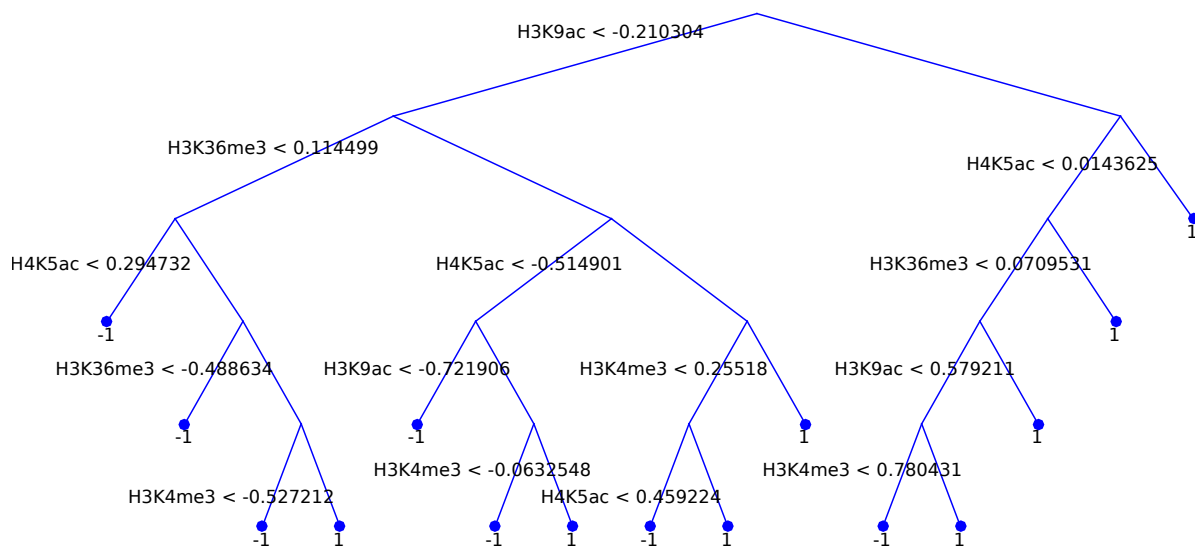 H3K9ac < -0.210304
H3K36me3 < 0.114499
H4K5ac < 0.0143625
1
H4K5ac < 0.294732
H4K5ac < -0.514901
H3K36me3 < 0.0709531
-1
1
H3K36me3 < -0.488634
H3K9ac < -0.721906
H3K4me3 < 0.25518
H3K9ac < 0.579211
-1
-1
1
1
H3K4me3 < -0.0632548
H3K4me3 < 0.780431
H3K4me3 < -0.527212
H4K5ac < 0.459224
-1
1
-1
1
-1
1
-1
1